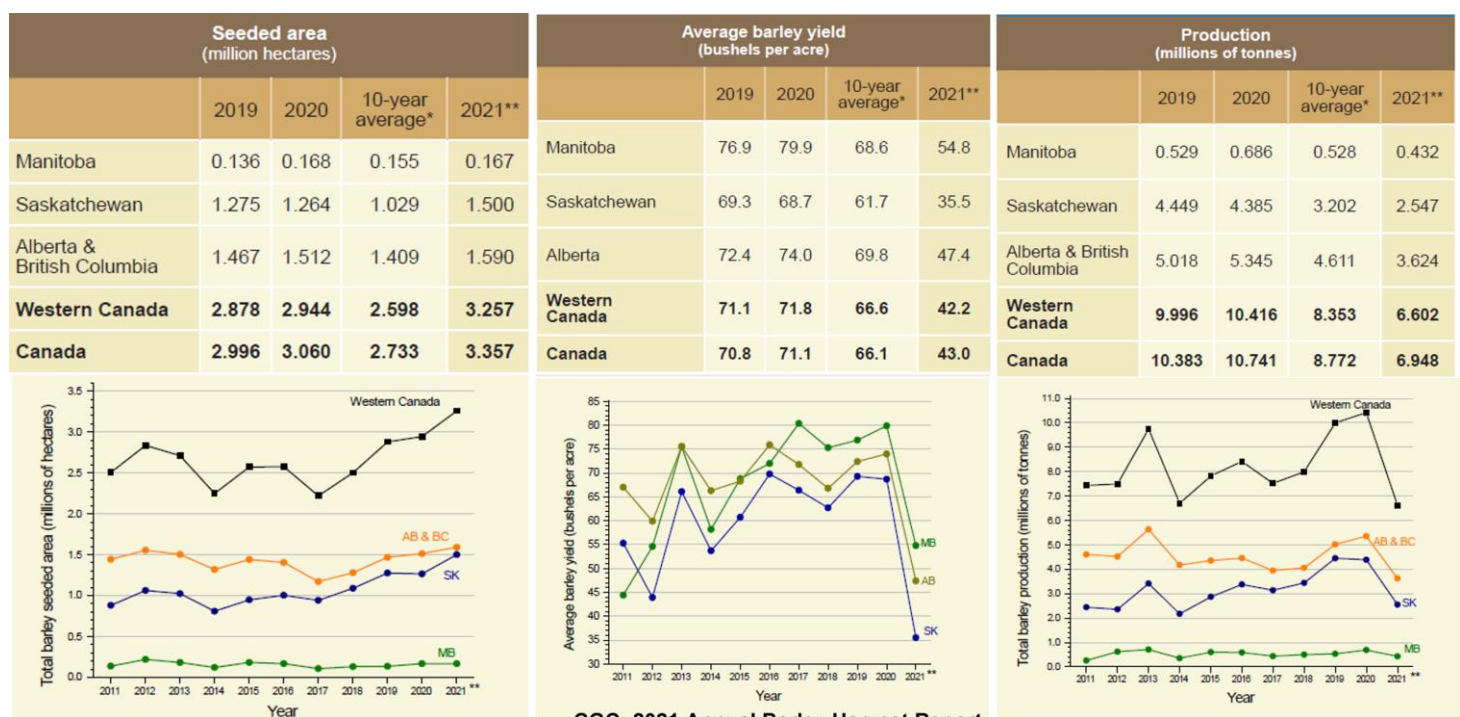 Seeded area
(million hectares)
2019 2020 10-year average* 2021**
Manitoba 0.136 0.168 0.155 0.167
Saskatchewan 1.275 1.264 1.029 1.500
Alberta &
British Columbia 1.467 1.512 1.409 1.590
Western Canada 2.878 2.944 2.598 3.257
Canada 2.996 3.060 2.733 3.357
Average barley yield
(bushels per acre)
2019 2020 10-year average* 2021**
Manitoba 76.9 79.9 68.6 54.8
Saskatchewan 69.3 68.7 61.7 35.5
Alberta 72.4 74.0 69.8 47.4
Western
Canada 71.1 71.8 66.6 42.2
Canada 70.8 71.1 66.1 43.0
Production
(millions of tonnes)
2019 2020 10-year average* 2021**
Manitoba 0.529 0.686 0.528 0.432
Saskatchewan 4.449 4.385 3.202 2.547
Alberta & British
Columbia 5.018 5.345 4.611 3.624
Western
Canada 9.996 10.416 8.353 6.602
Canada 10.383 10.741 8.772 6.948
Total barley seeded area (millions of hectares)
3.5
3.0
2.5
2.0
1.5
1.0
0.5
0.0
Western Canada
AB & BC
SK
MB
2011 2012 2013 2014 2015 2016 2017 2018 2019 2020 2021 **
Year
Average barley yield (bushels per acre)
85
80
75
70
65
60
55
50
45
40
35
30
MB
AB
SK
2011 2012 2013 2014 2015 2016 2017 2018 2019 2020 2021 **
Year
Total barley production (millions of tonnes)
11.0
10.0
9.0
8.0
7.0
6.0
5.0
4.0
3.0
2.0
1.0
0.0
Western Canada
AB & BC
SK
MB
2011 2012 2013 2014 2015 2016 2017 2018 2019 2020 2021 **
Year
2021 Annual Barley Harvest Report